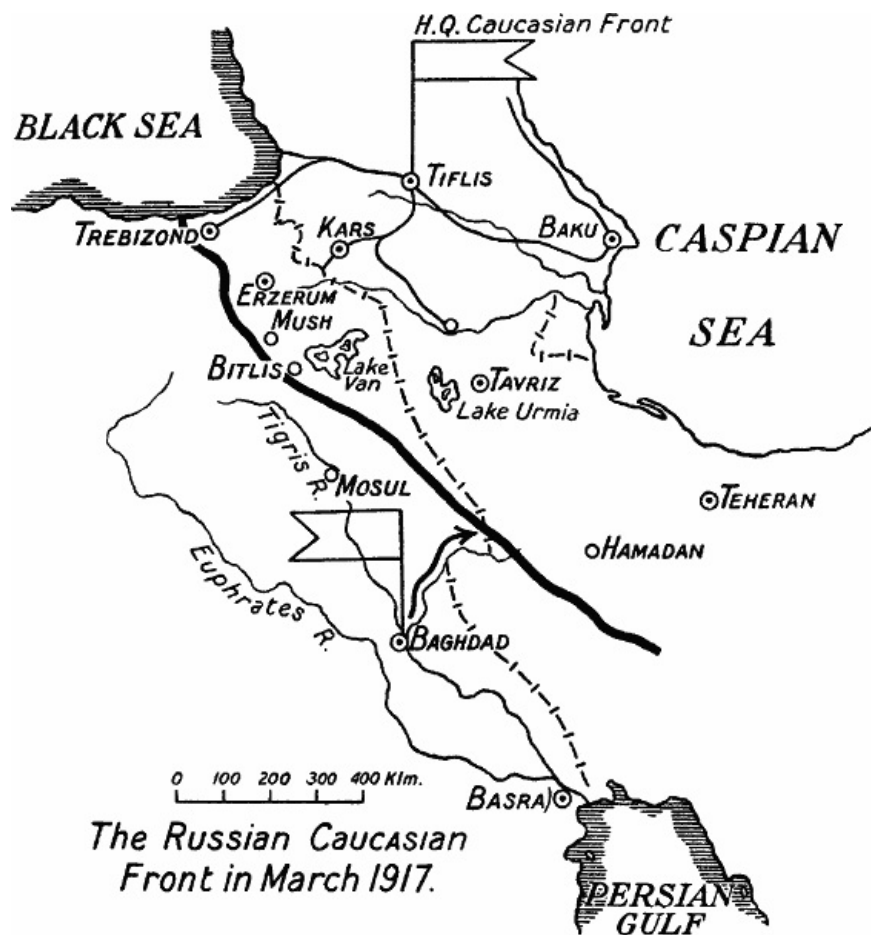 H.Q. Caucasian Front
BLACK SEA
TIFLIS
TREBIZOND
KARS
BAKU
CASPIAN
SEA
ERZERUM
MUSH
BITLIS
Lake
Van
TAVRIZ
Lake Urmia
Tigris R.
MOSUL
TEHERAN
HAMADAN
Euphrates R.
BAGHDAD
0 100 200 300 400 Klm.
BASRA
The Russian Caucasian
Front in March 1917.
PERSIAN
GULF